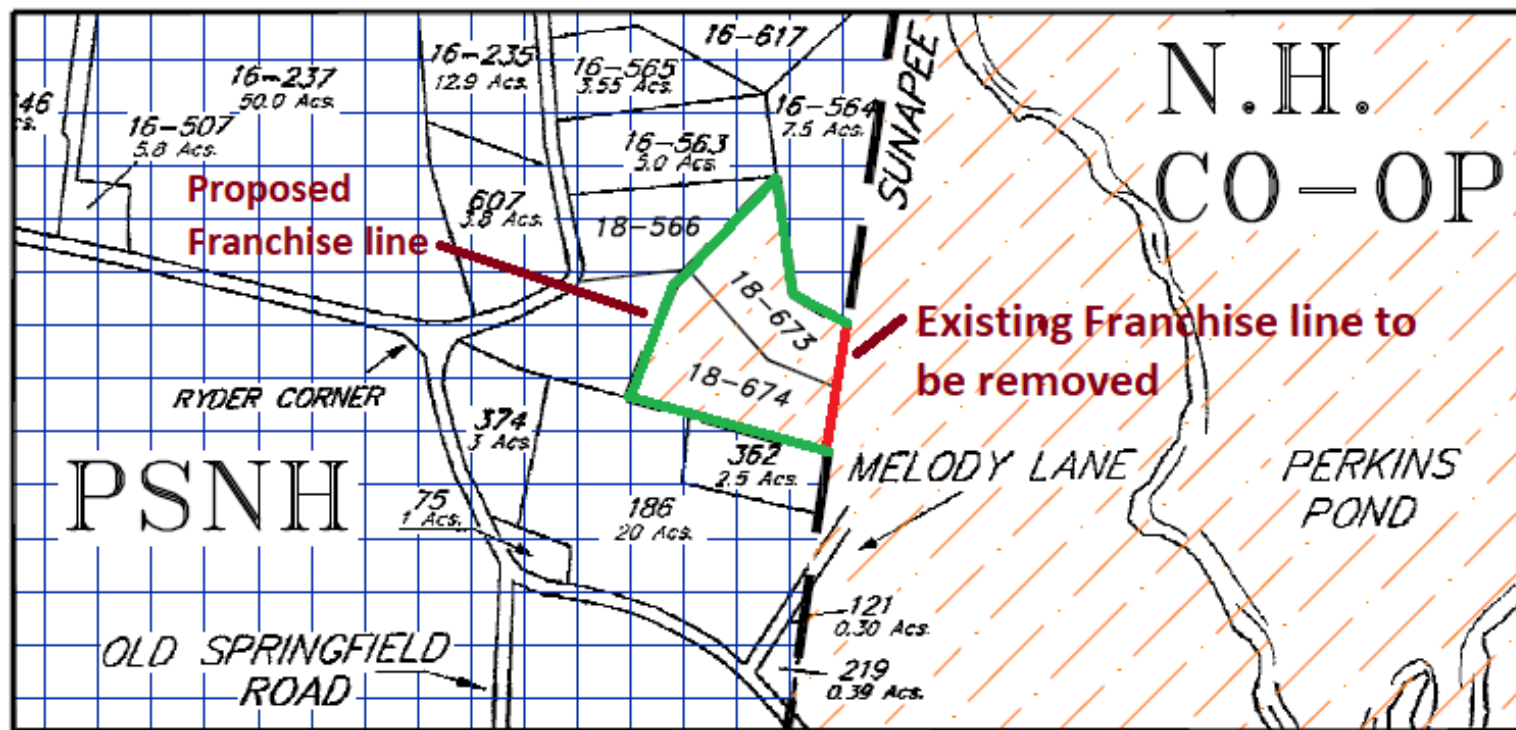 16-617
SUNAPEE
N.H.
CO-OP
16-235
12.9 Acs.
16-565
3.55 Acs.
16-237
50.0 Acs.
46
cs.
16-507
5.8 Acs.
16-564
7.5 Acs.
16-563
5.0 Acs.
Proposed
Franchise line
607
3.8 Acs.
18-566
18-673
Existing Franchise line to
be removed
18-674
RYDER CORNER
374
3 Acs
362
2.5 Acs.
MELODY LANE
PERKINS
POND
PSNH
75
1 Acs.
186
20 Acs.
121
0.30 Acs.
OLD SPRINGFIELD
ROAD
219
0.39 Acs.